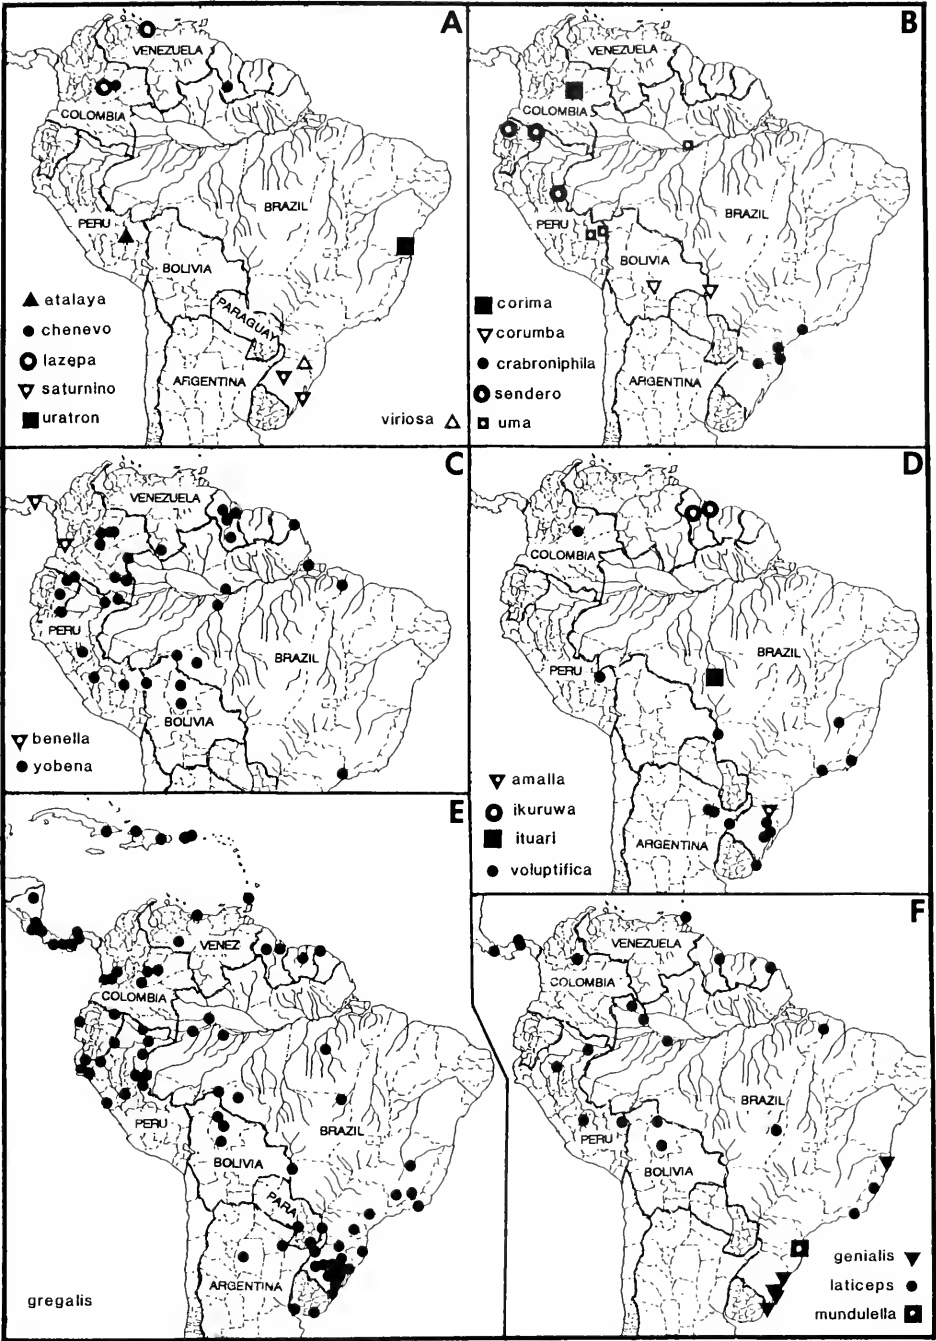 A
VENEZUELA
COLOMBIA
BRAZIL
PERU
BOLIVIA
PARAGUAY
ARGENTINA
atalaya
chenevo
lazepa
saturnino
uratron
viriosa
B
VENEZUELA
COLOMBIA
BRAZIL
PERU
BOLIVIA
ARGENTINA
corima
corumba
crabroniphila
sendero
uma
C
VENEZUELA
PERU
BRAZIL
BOLIVIA
benella
yobena
D
COLOMBIA
BRAZIL
PERU
ARGENTINA
amalla
ikuruwa
ituari
voluptifica
E
VENEZ
COLOMBIA
PERU
BRAZIL
BOLIVIA
PARA
ARGENTINA
gregalis
F
VENEZUELA
COLOMBIA
BRAZIL
PERU
BOLIVIA
genialis
laticeps
mundulella